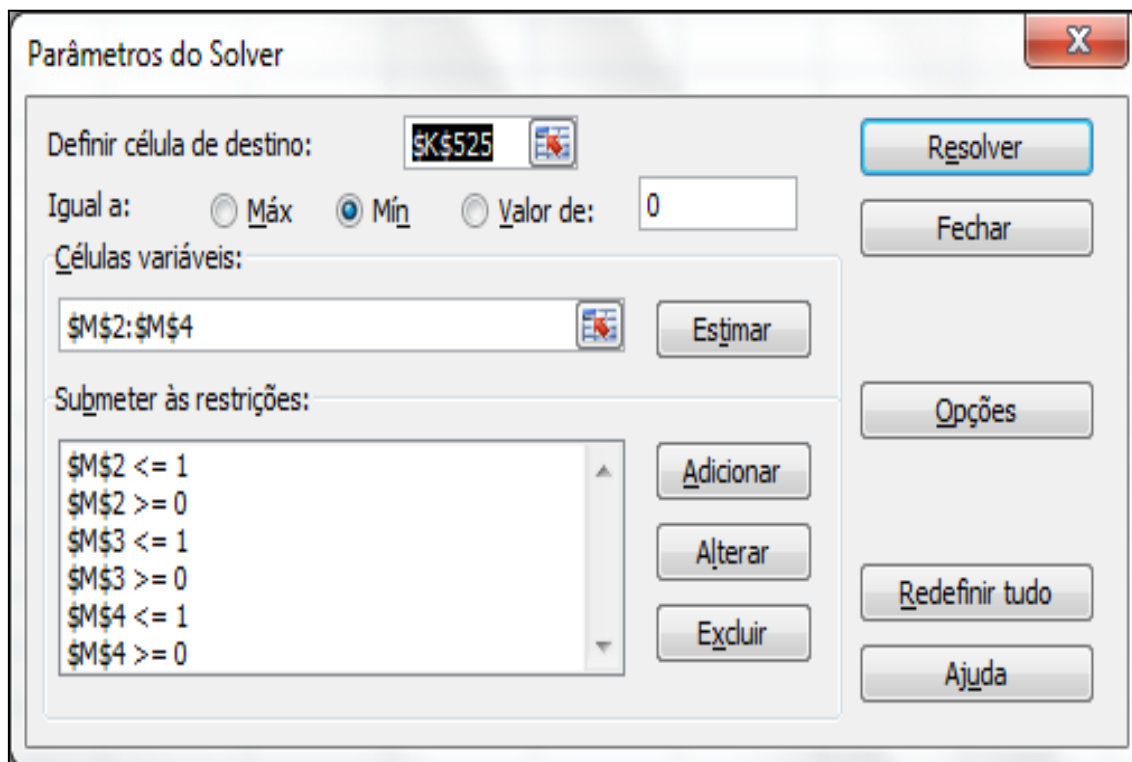 Parâmetros do Solver
X
Definir célula de destino: $K$525
Resolver
Igual a: Máx Mín Valor de: 0
Fechar
Células variáveis:
$M$2:$M$4
Estimar
Submeter às restrições:
Opções
$M$2 <= 1
Adicionar
$M$2 >= 0
$M$3 <= 1
Alterar
$M$3 >= 0
Redefinir tudo
$M$4 <= 1
Excluir
$M$4 >= 0
Ajuda